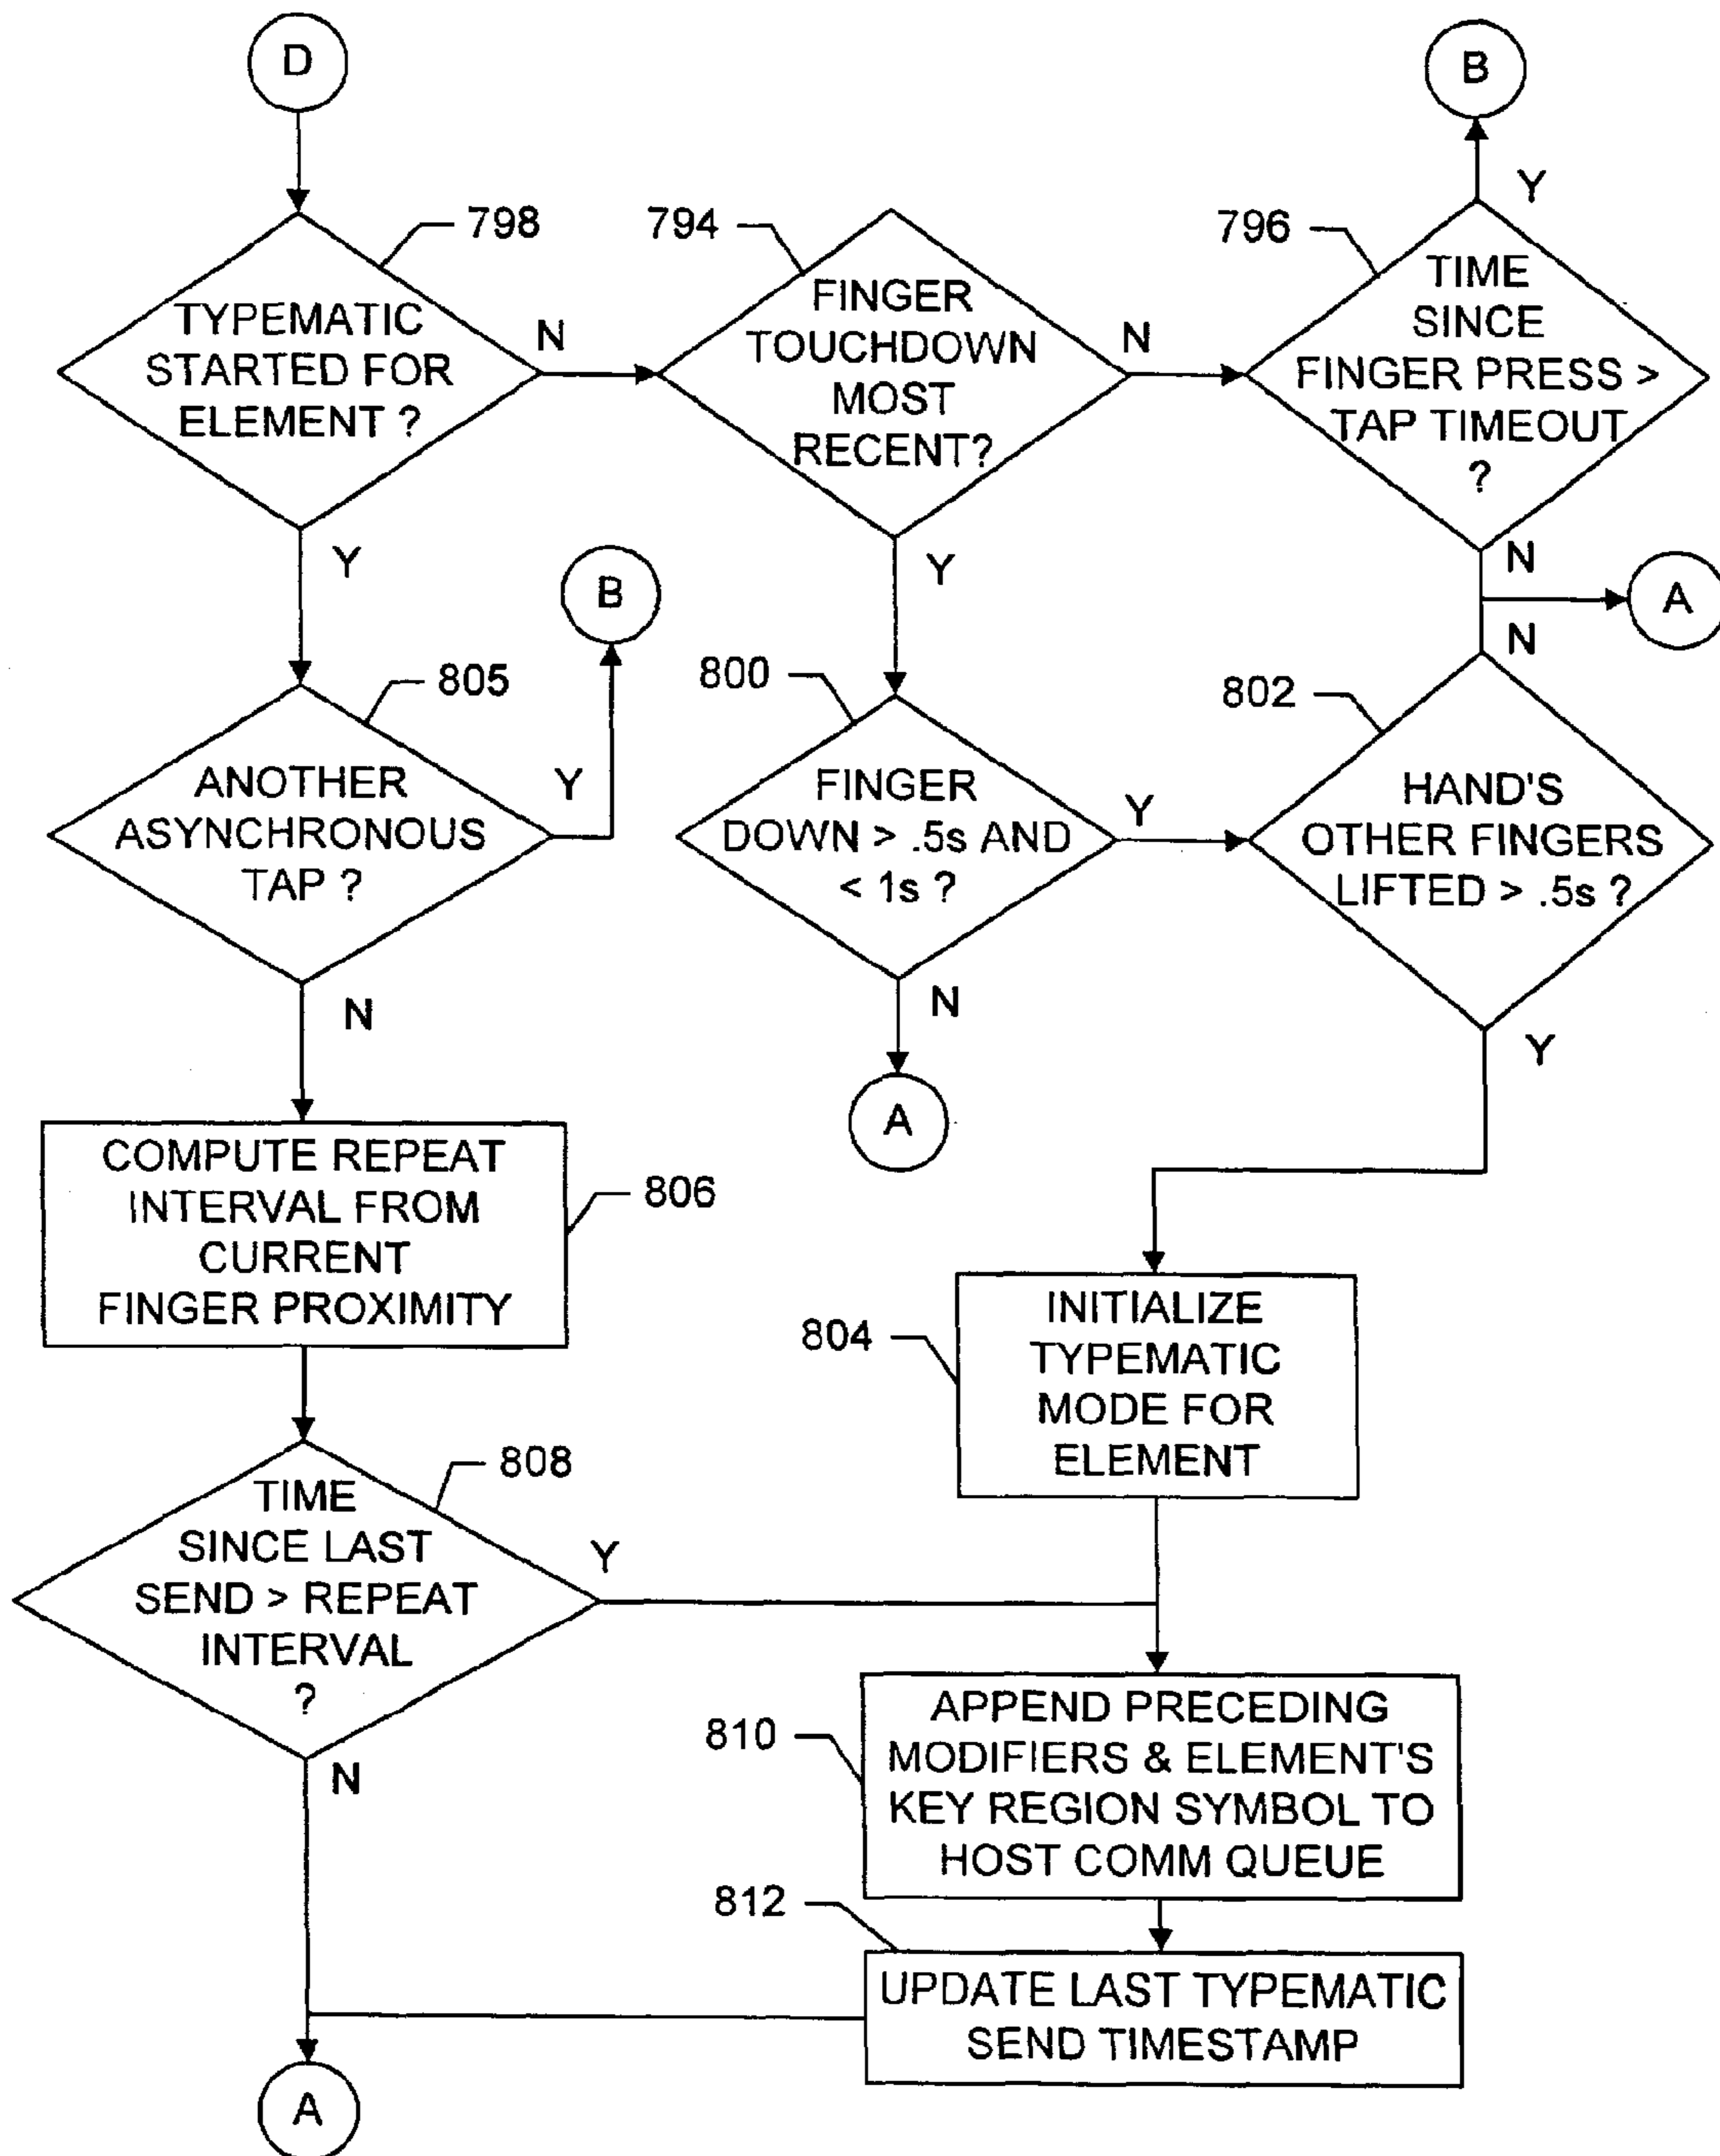 D
B
798
794
796
TYPEMATIC
STARTED FOR
ELEMENT ?
N
Y
FINGER
TOUCHDOWN
MOST
RECENT?
N
Y
Y
TIME
SINCE
FINGER PRESS >
TAP TIMEOUT
?
N
A
B
805
ANOTHER
ASYNCHRONOUS
TAP ?
Y
N
800
FINGER
DOWN > .5s AND
< 1s ?
Y
N
A
802
N
HAND'S
OTHER FINGERS
LIFTED > .5s ?
Y
COMPUTE REPEAT
INTERVAL FROM
CURRENT
FINGER PROXIMITY
806
804
INITIALIZE
TYPEMATIC
MODE FOR
ELEMENT
808
TIME
SINCE LAST
SEND > REPEAT
INTERVAL
?
Y
N
810
APPEND PRECEDING
MODIFIERS & ELEMENT'S
KEY REGION SYMBOL TO
HOST COMM QUEUE
812
UPDATE LAST TYPEMATIC
SEND TIMESTAMP
A